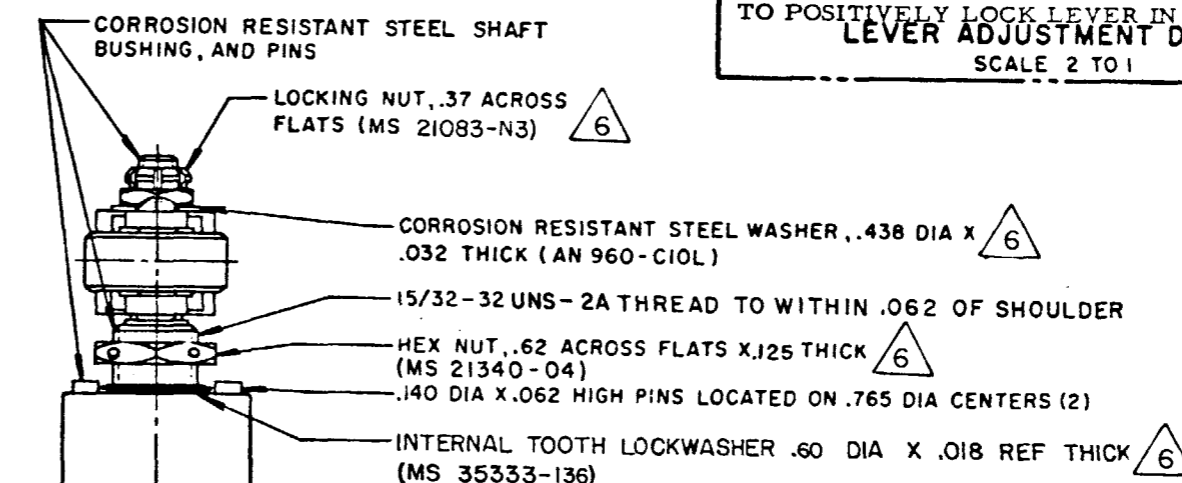 TO POSITIVELY LOCK LEVER IN
LEVER ADJUSTMENT D
SCALE 2 TO 1
CORROSION RESISTANT STEEL SHAFT
BUSHING, AND PINS
LOCKING NUT, .37 ACROSS
FLATS (MS 21083-N3) 6
CORROSION RESISTANT STEEL WASHER, .438 DIA X 6
.032 THICK (AN 960-C10L)
15/32-32 UNS-2A THREAD TO WITHIN .062 OF SHOULDER
HEX NUT, .62 ACROSS FLATS X .125 THICK 6
(MS 21340-04)
.140 DIA X .062 HIGH PINS LOCATED ON .765 DIA CENTERS (2)
INTERNAL TOOTH LOCKWASHER .60 DIA X .018 REF THICK 6
(MS 35333-136)